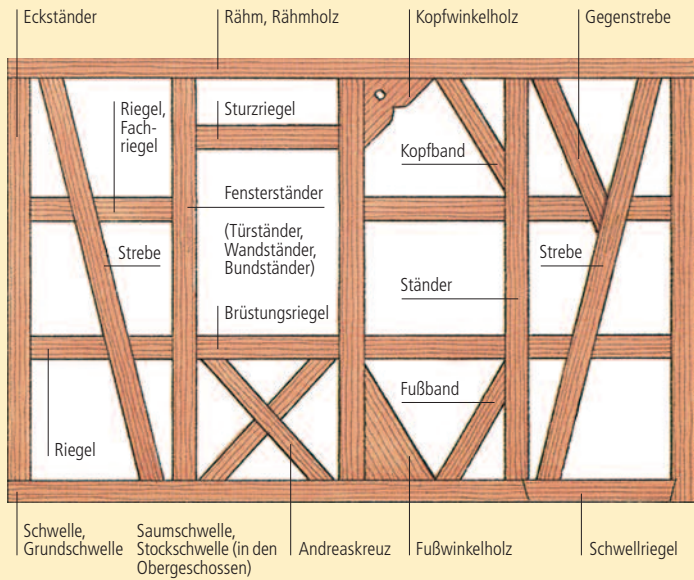 Eckständer
Rähm, Rähmholz
Kopfwinkelholz
Gegenstrebe
Riegel,
Fach-
riegel
Sturzriegel
Kopfband
Fensterständer
(Türständer,
Wandständer,
Bundständer)
Strebe
Strebe
Ständer
Brüstungsriegel
Fußband
Riegel
Schwelle,
Grundschwelle
Saumschwelle,
Stockschwelle (in den
Obergeschossen)
Andreaskreuz
Fußwinkelholz
Schwellriegel